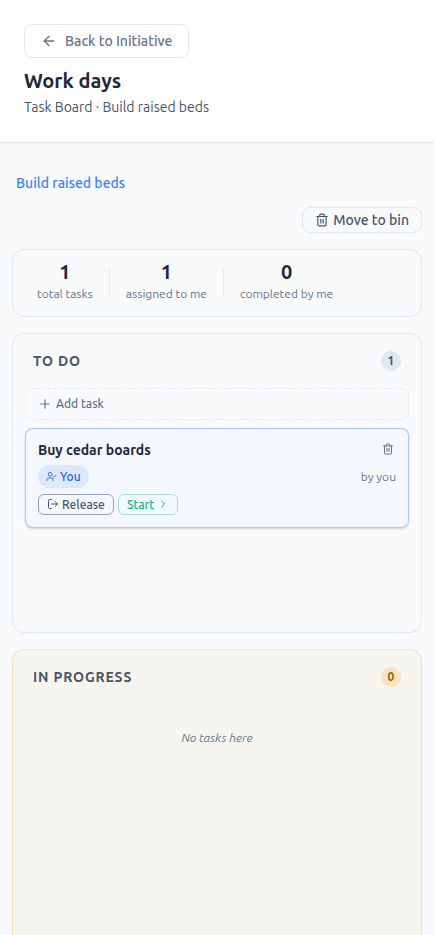 Back to Initiative
Work days
Task Board · Build raised beds
Build raised beds
Move to bin
1 1 0
total tasks assigned to me completed by me
TO DO 1
Add task
Buy cedar boards
You by you
Release Start
IN PROGRESS 0
No tasks here